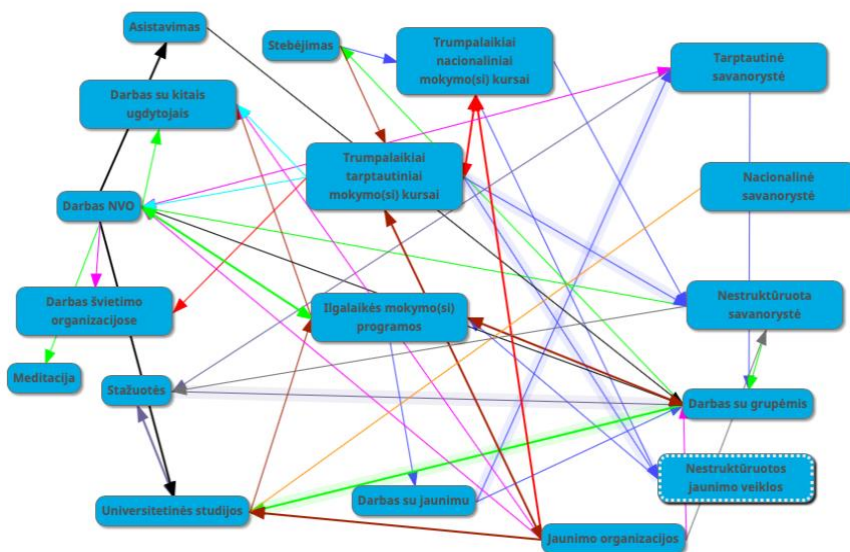 Asistavimas
Stebėjimas
Trumpalaikiai
nacionaliniai
mokymo(si) kursai
Tarptautinė
savanorystė
Darbas su kitais
ugdytojais
Trumpalaikiai
tarptautiniai
mokymo(si) kursai
Nacionalinė
savanorystė
Darbas NVO
Darbas švietimo
organizacijose
Ilgalaikės mokymo(si)
programos
Nestruktūruota
savanorystė
Meditacija
Stažuotės
Darbas su grupėmis
Nestruktūruotos
jaunimo veiklos
Universitetinės studijos
Darbas su jaunimu
Jaunimo organizacijos